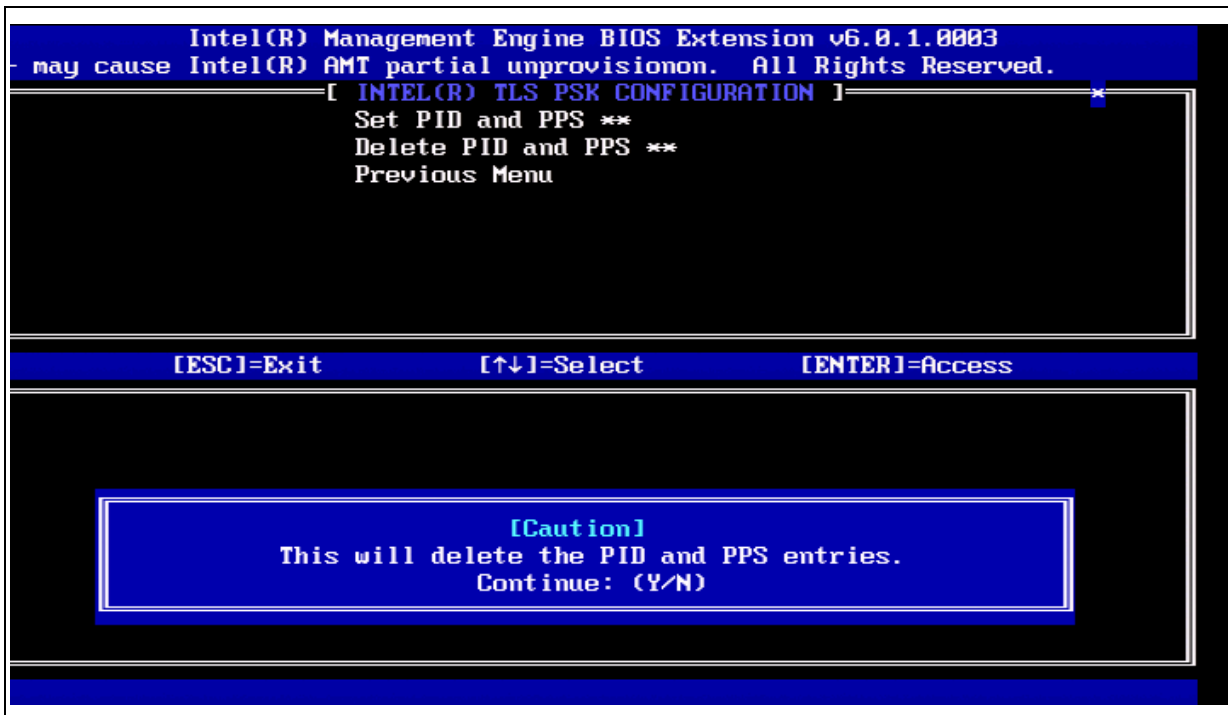 Intel(R) Management Engine BIOS Extension v6.0.1.0003
- may cause Intel(R) AMT partial unprovisionon. All Rights Reserved.
[ INTEL(R) TLS PSK CONFIGURATION ] *
Set PID and PPS **
Delete PID and PPS **
Previous Menu
[ESC]=Exit [↑↓]=Select [ENTER]=Access
[Caution]
This will delete the PID and PPS entries.
Continue: (Y/N)